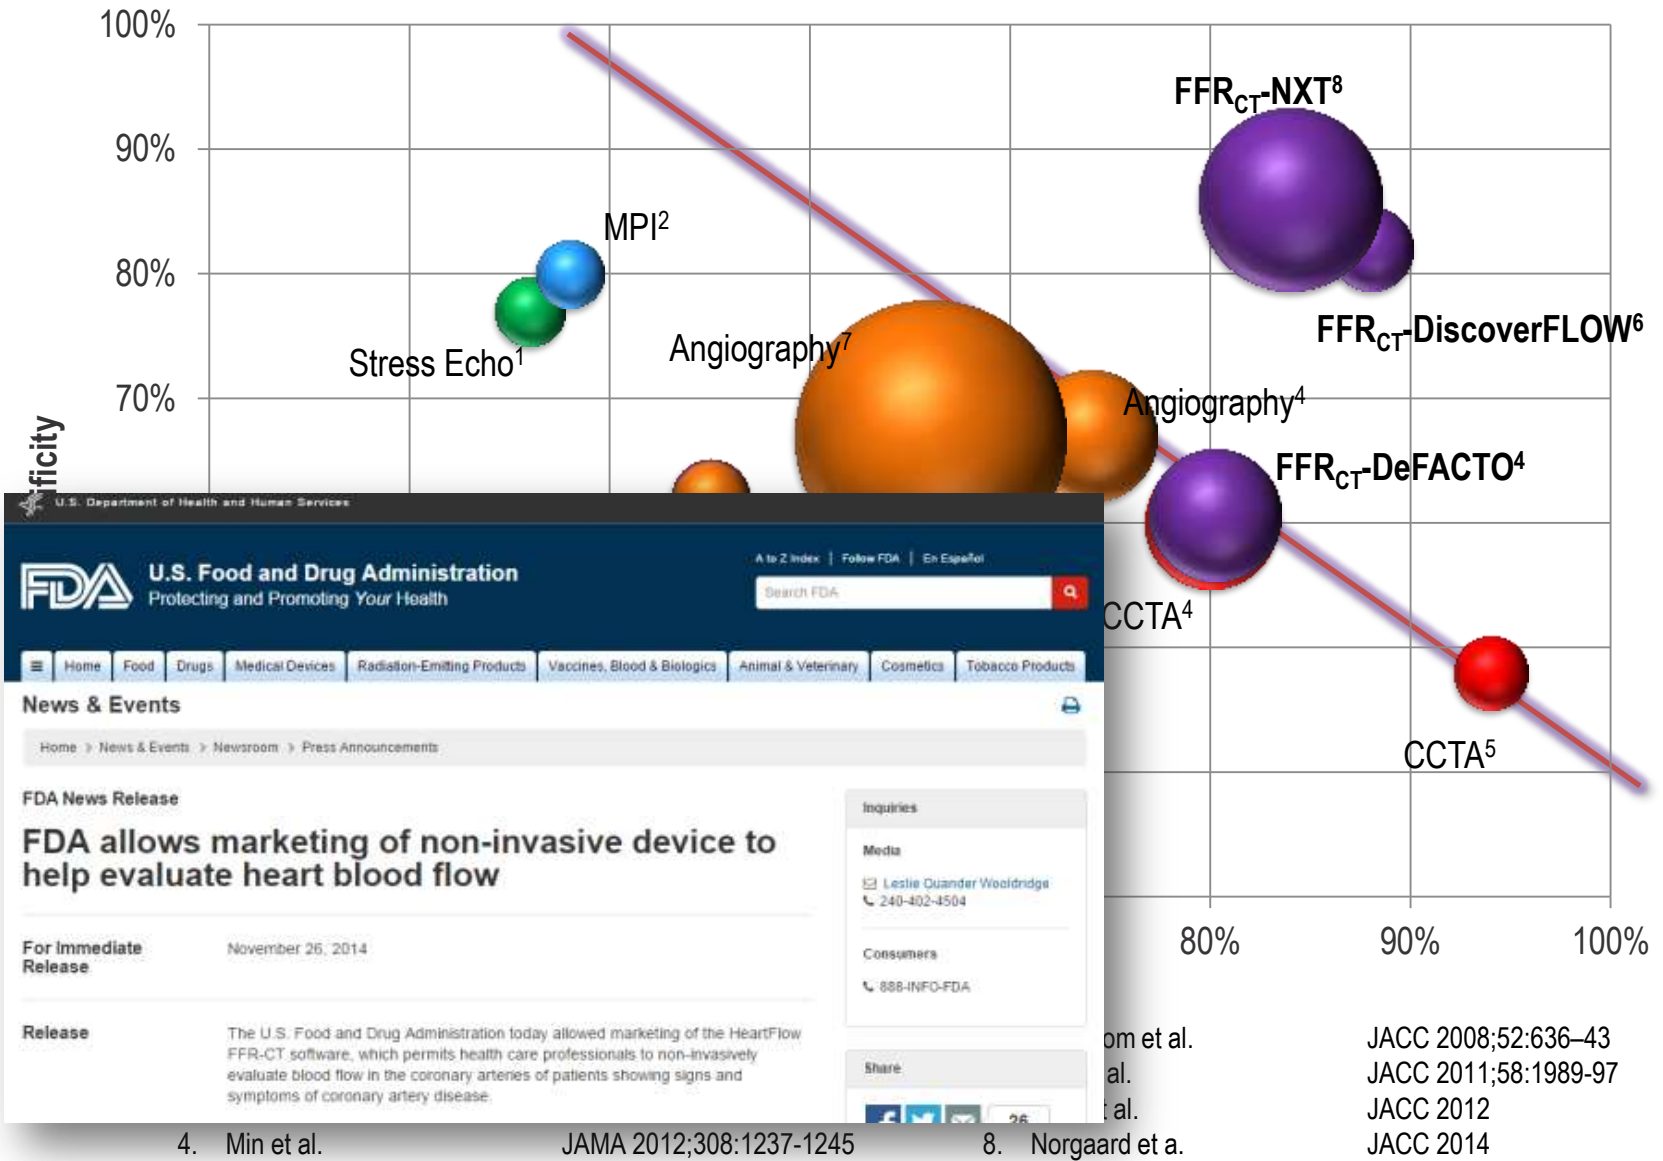 100%
90%
80%
70%
ificity
FFRCT-NXT8
MPI2
Stress Echo1
Angiography7
FFRCT-DiscoverFLOW6
Angiography4
FFRCT-DeFACTO4
CCTA4
CCTA5
80% 90% 100%
U.S. Department of Health and Human Services
FDA
U.S. Food and Drug Administration
Protecting and Promoting Your Health
A to Z Index | Follow FDA | En Español
Search FDA
Home Food Drugs Medical Devices Radiation-Emitting Products Vaccines, Blood & Biologics Animal & Veterinary Cosmetics Tobacco Products
News & Events
Home > News & Events > Newsroom > Press Announcements
FDA News Release
FDA allows marketing of non-invasive device to
help evaluate heart blood flow
For Immediate
Release
November 26, 2014
Release
The U.S. Food and Drug Administration today allowed marketing of the HeartFlow
FFR-CT software, which permits health care professionals to non-invasively
evaluate blood flow in the coronary arteries of patients showing signs and
symptoms of coronary artery disease.
Inquiries
Media
Leslie Quander Wooldridge
240-402-4504
Consumers
888-INFO-FDA
Share
26
om et al. JACC 2008;52:636–43
al. JACC 2011;58:1989-97
t al. JACC 2012
4. Min et al. JAMA 2012;308:1237-1245 8. Norgaard et a. JACC 2014